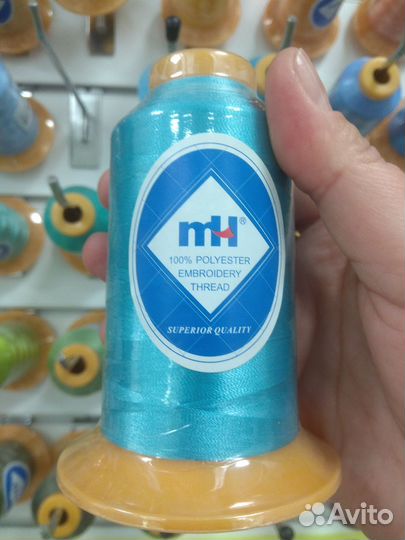 mH®
100% POLYESTER
EMBROIDERY
THREAD
SUPERIOR QUALITY
Avito